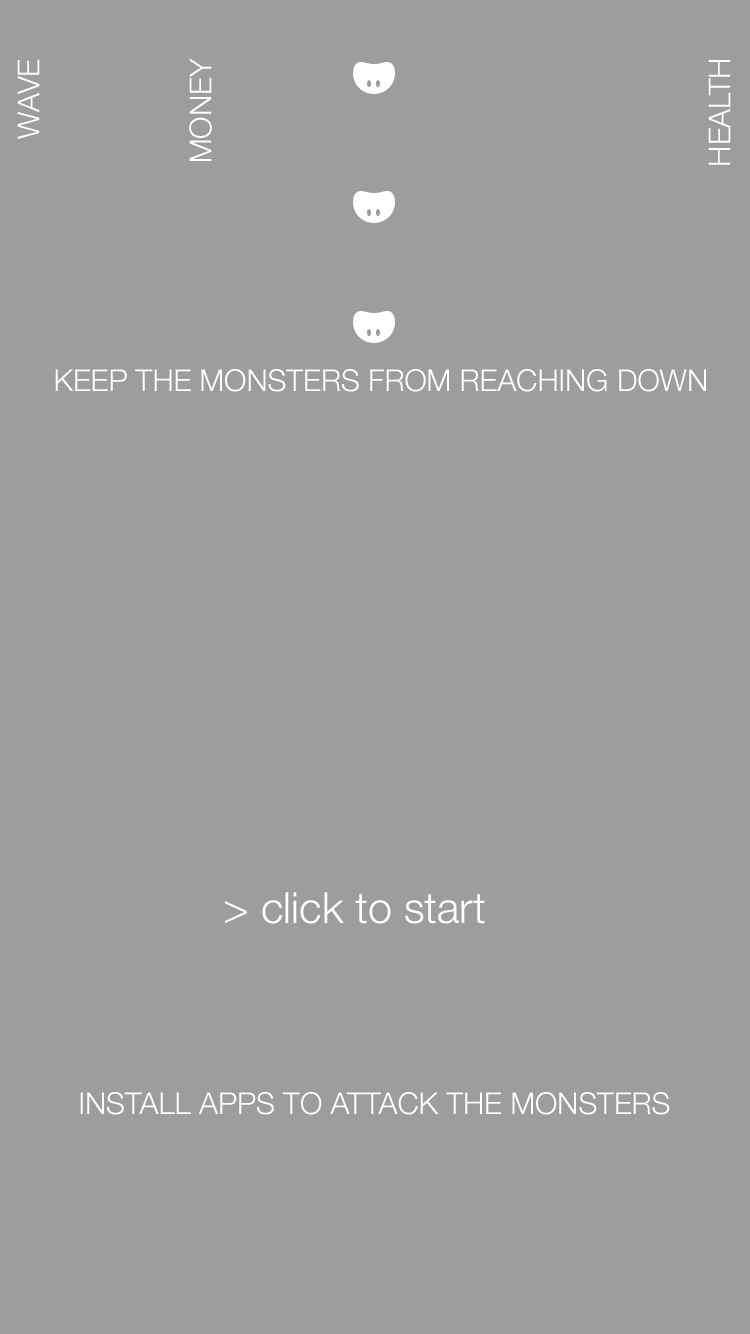 WAVE
MONEY
HEALTH
KEEP THE MONSTERS FROM REACHING DOWN
> click to start
INSTALL APPS TO ATTACK THE MONSTERS